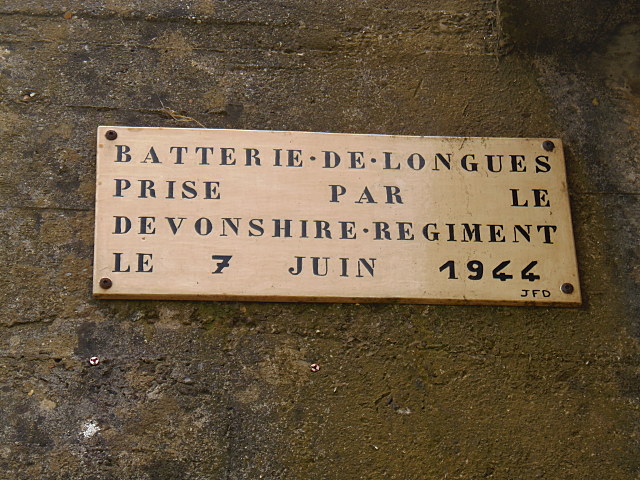 BATTERIE·DE·LONGUES
PRISE PAR LE
DEVONSHIRE·REGIMENT
LE 7 JUIN 1944
JFD